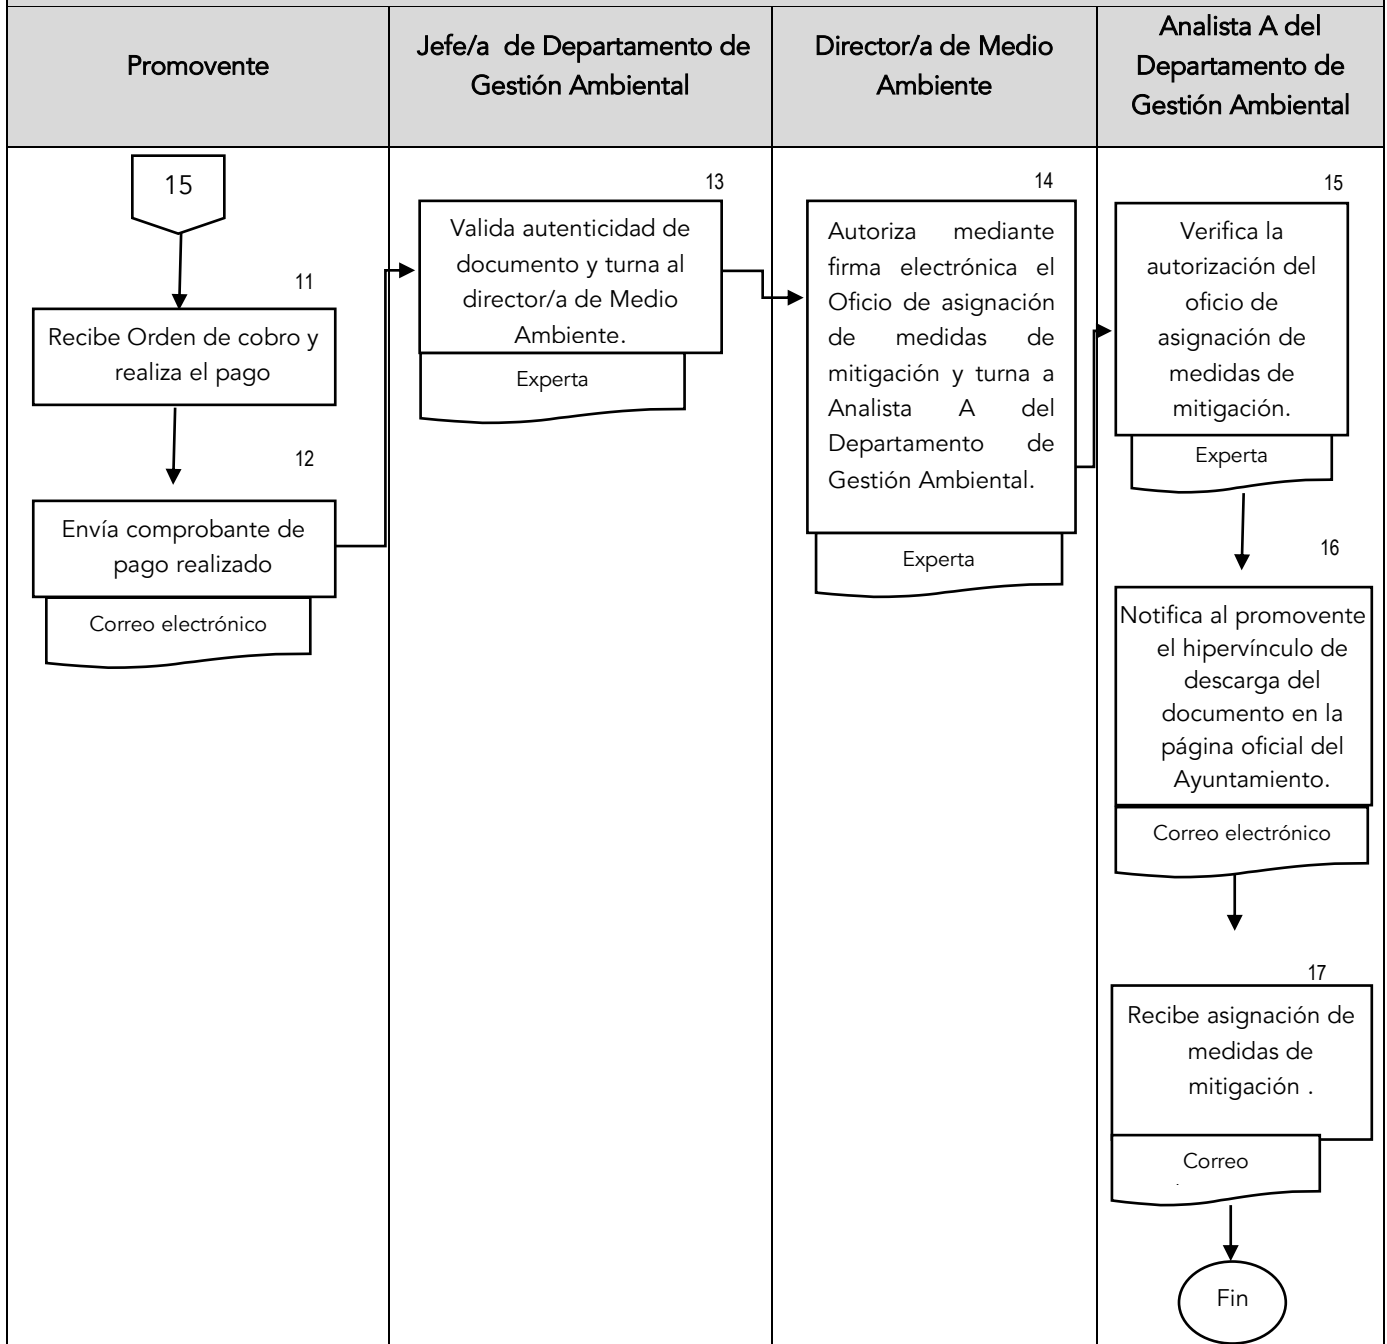 Promovente
Jefe/a de Departamento de
Gestión Ambiental
Director/a de Medio
Ambiente
Analista A del
Departamento de
Gestión Ambiental
15
11
Recibe Orden de cobro y
realiza el pago
12
Envía comprobante de
pago realizado
Correo electrónico
13
Valida autenticidad de
documento y turna al
director/a de Medio
Ambiente.
Experta
14
Autoriza mediante
firma electrónica el
Oficio de asignación
de medidas de
mitigación y turna a
Analista A del
Departamento de
Gestión Ambiental.
Experta
15
Verifica la
autorización del
oficio de
asignación de
medidas de
mitigación.
Experta
16
Notifica al promovente
el hipervínculo de
descarga del
documento en la
página oficial del
Ayuntamiento.
Correo electrónico
17
Recibe asignación de
medidas de
mitigación .
Correo
Fin